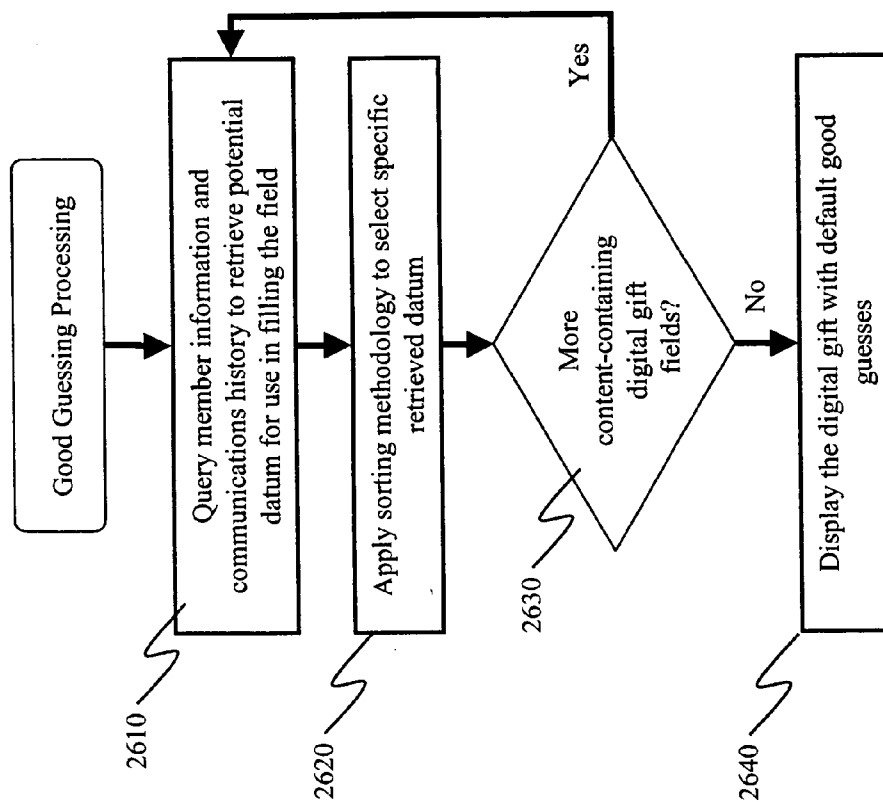 Good Guessing Processing
2610
Query member information and
communications history to retrieve potential
datum for use in filling the field
2620
Apply sorting methodology to select specific
retrieved datum
2630
More
content-containing
digital gift
fields?
Yes
No
2640
Display the digital gift with default good
guesses